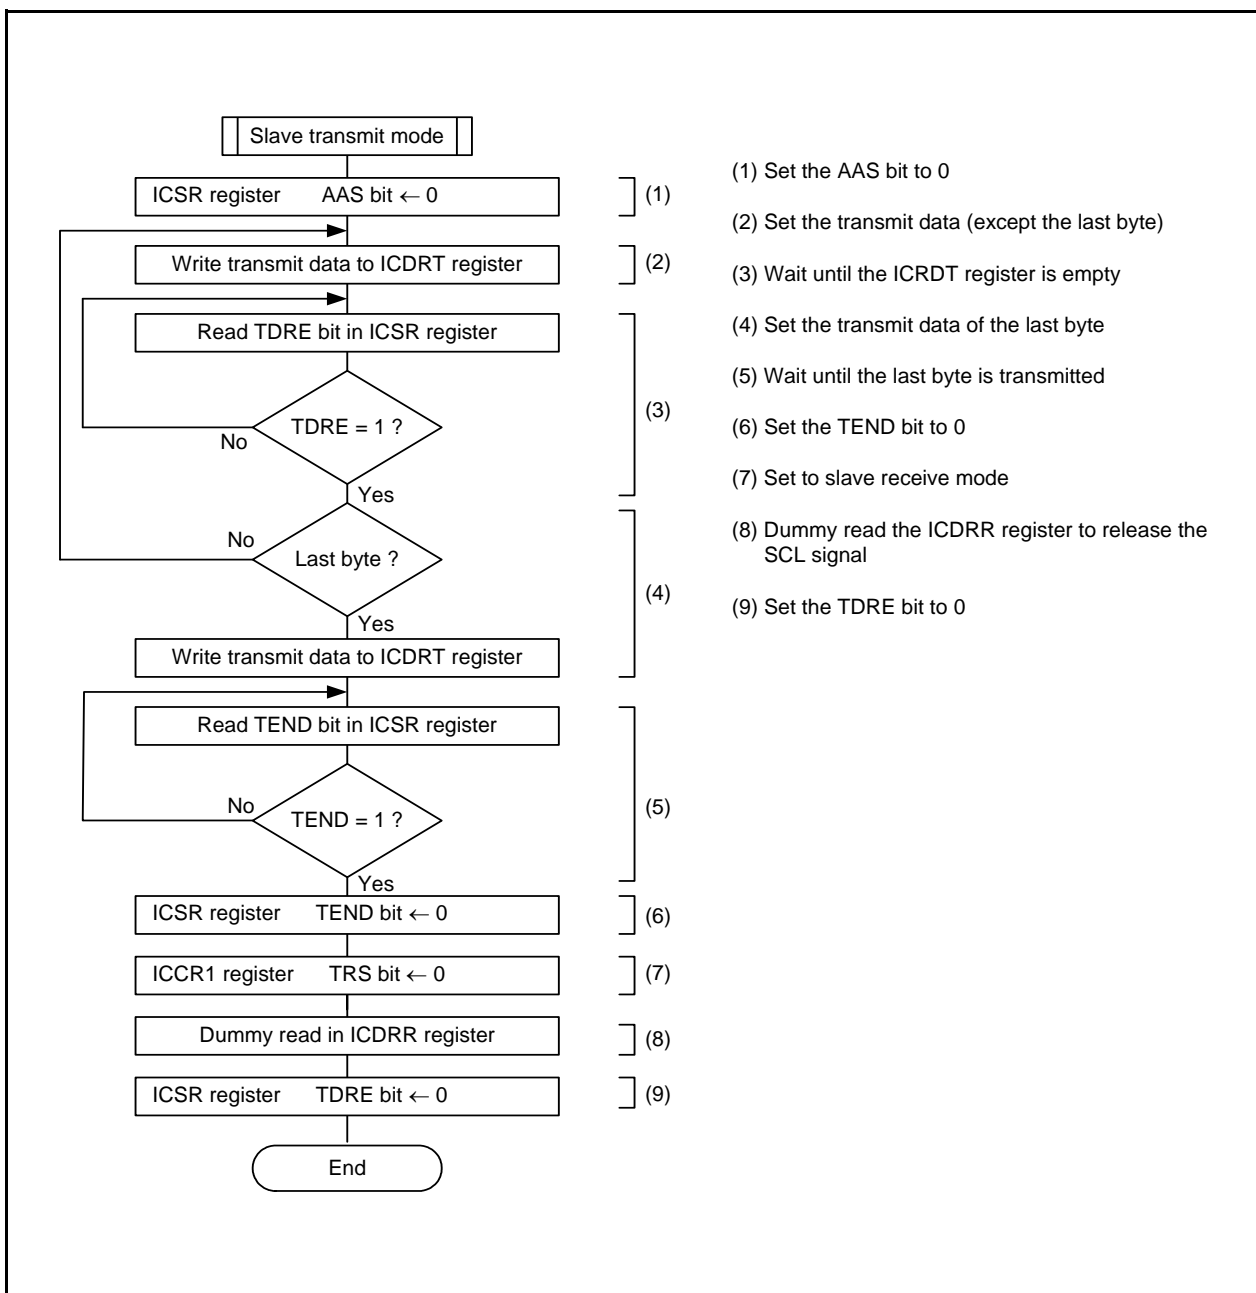 Slave transmit mode
ICSR register AAS bit ← 0
(1)
Write transmit data to ICDRT register
(2)
Read TDRE bit in ICSR register
TDRE = 1 ?
No
(3)
Yes
No
Last byte ?
(4)
Yes
Write transmit data to ICDRT register
Read TEND bit in ICSR register
No
TEND = 1 ?
(5)
Yes
ICSR register TEND bit ← 0
(6)
ICCR1 register TRS bit ← 0
(7)
Dummy read in ICDRR register
(8)
ICSR register TDRE bit ← 0
(9)
End
(1) Set the AAS bit to 0
(2) Set the transmit data (except the last byte)
(3) Wait until the ICRDT register is empty
(4) Set the transmit data of the last byte
(5) Wait until the last byte is transmitted
(6) Set the TEND bit to 0
(7) Set to slave receive mode
(8) Dummy read the ICDRR register to release the
SCL signal
(9) Set the TDRE bit to 0